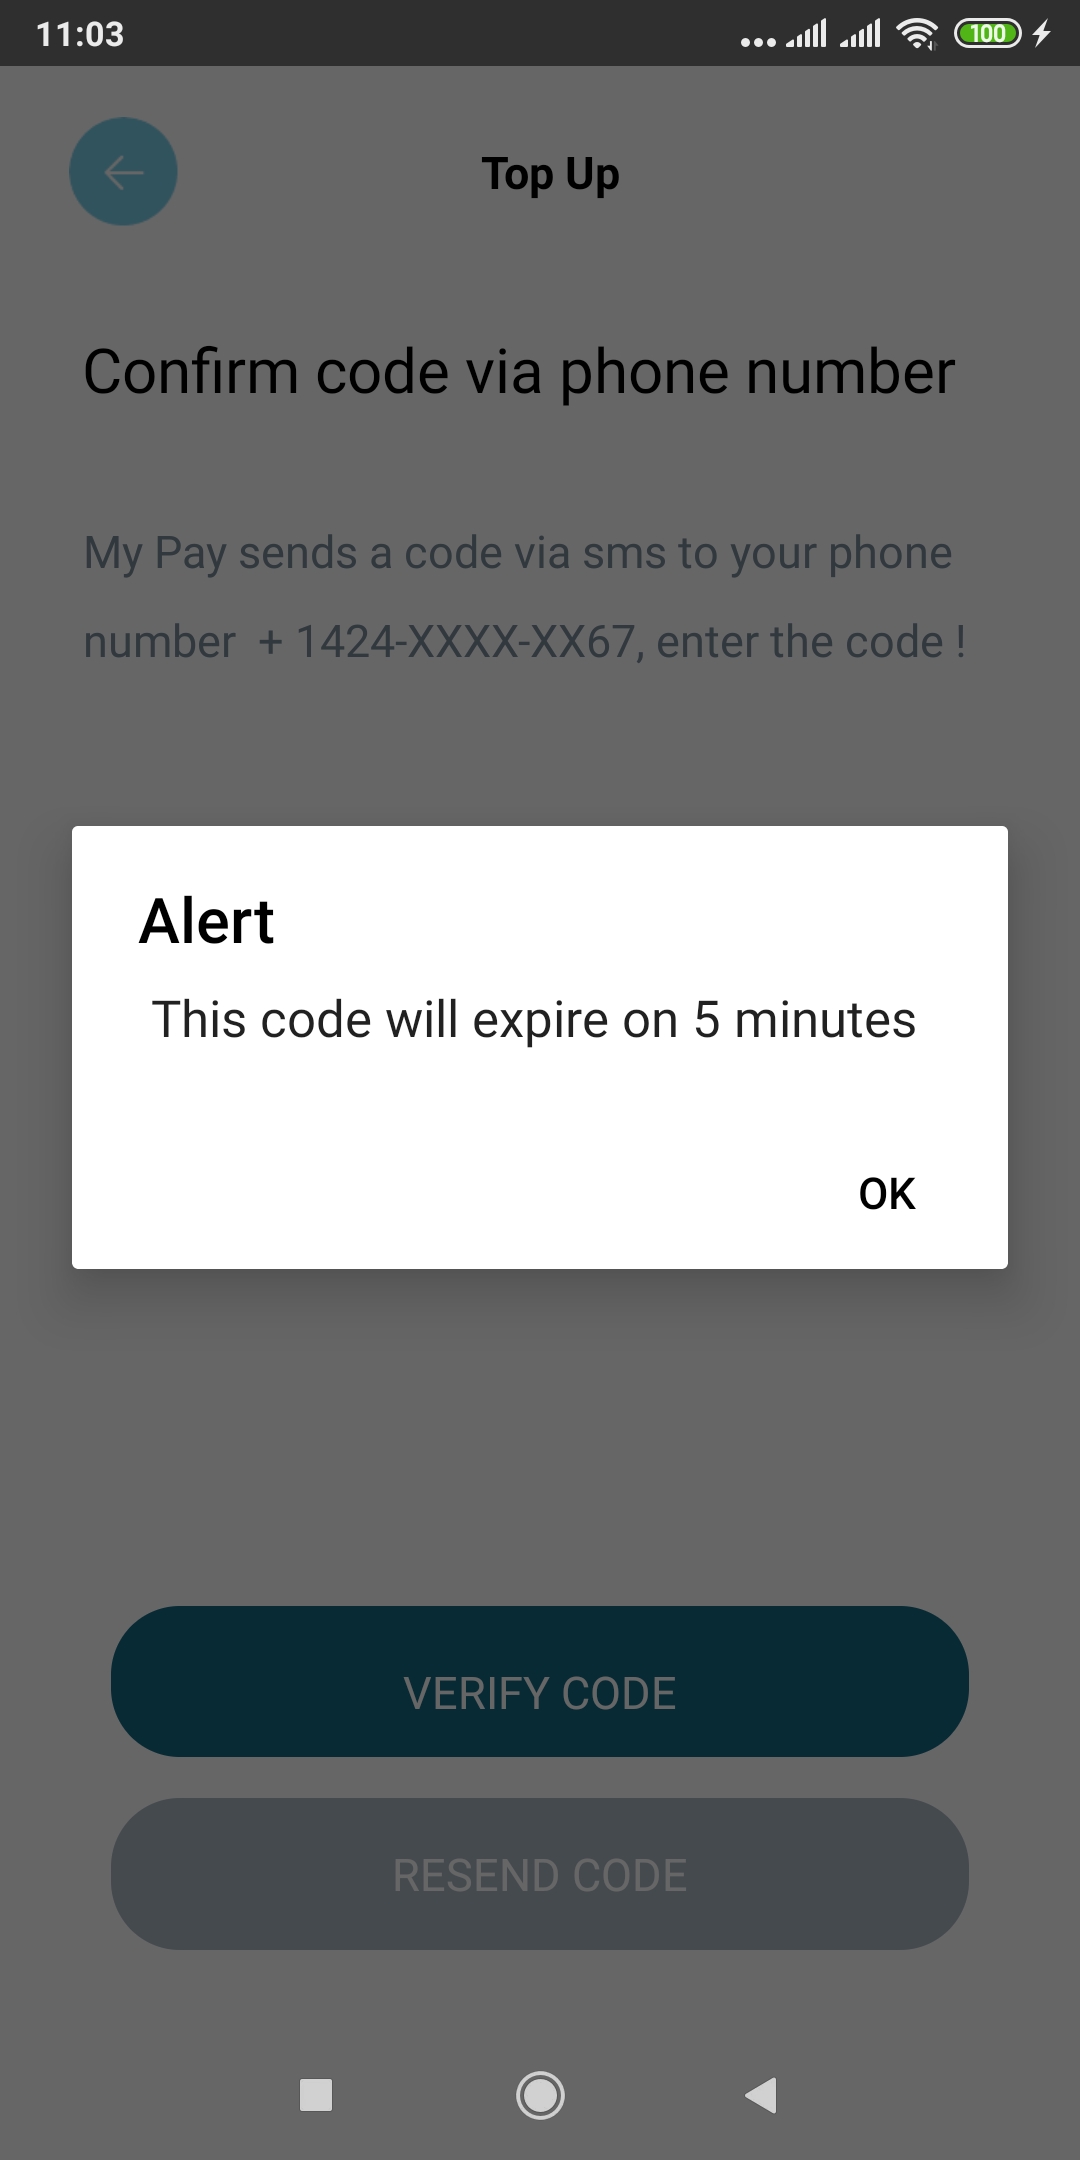 11:03
100
Top Up
Confirm code via phone number
My Pay sends a code via sms to your phone
number  + 1424-XXXX-XX67, enter the code !
Alert
This code will expire on 5 minutes
OK
VERIFY CODE
RESEND CODE